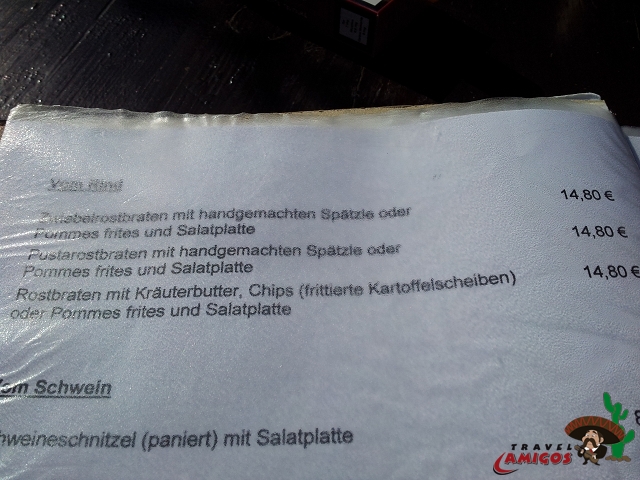 Vom Rind
Zwiebelrostbraten mit handgemachten Spätzle oder 14,80 €
Pommes frites und Salatplatte
Pustarostbraten mit handgemachten Spätzle oder 14,80 €
Pommes frites und Salatplatte
Rostbraten mit Kräuterbutter, Chips (frittierte Kartoffelscheiben) 14,80 €
oder Pommes frites und Salatplatte
Vom Schwein
hweineschnitzel (paniert) mit Salatplatte
TRAVEL
AMIGOS